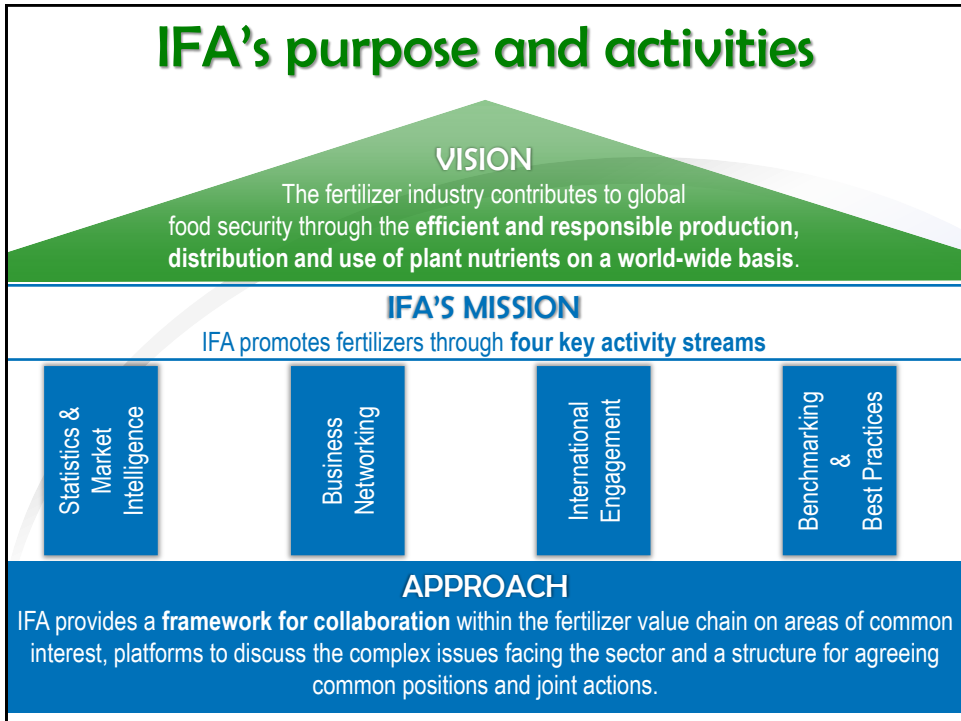 IFA's purpose and activities
VISION
The fertilizer industry contributes to global
food security through the efficient and responsible production,
distribution and use of plant nutrients on a world-wide basis.
IFA'S MISSION
IFA promotes fertilizers through four key activity streams
Statistics &
Market
Intelligence
Business
Networking
International
Engagement
Benchmarking
&
Best Practices
APPROACH
IFA provides a framework for collaboration within the fertilizer value chain on areas of common
interest, platforms to discuss the complex issues facing the sector and a structure for agreeing
common positions and joint actions.